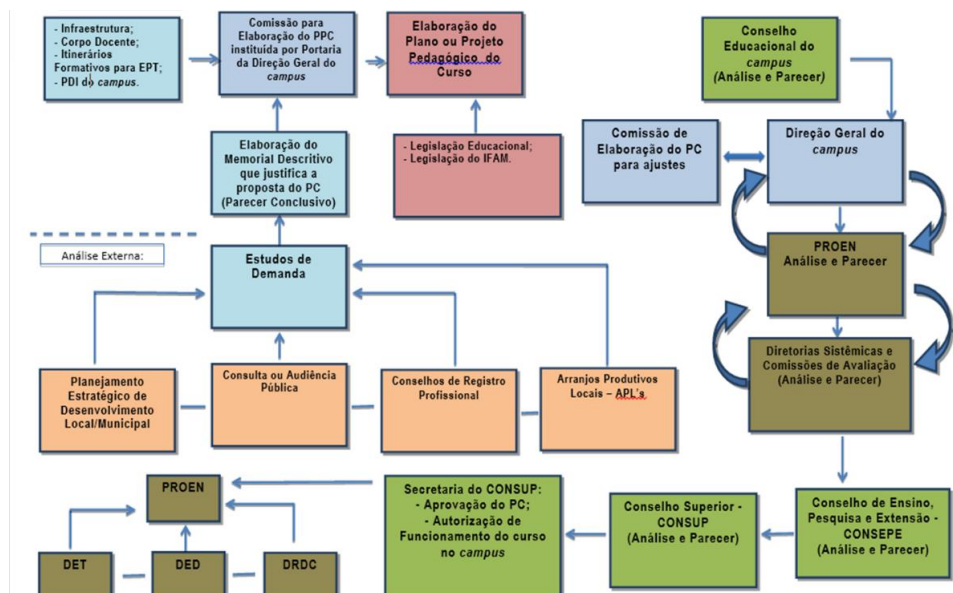 - Infraestrutura;
- Corpo Docente;
- Itinerários
Formativos para EPT;
- PDI do campus.
Comissão para
Elaboração do PPC
instituída por Portaria
da Direção Geral do
campus
Elaboração do
Plano ou Projeto
Pedagógico do
Curso
Conselho
Educacional do
campus
(Análise e Parecer)
Elaboração do
Memorial Descritivo
que justifica a
proposta do PC
(Parecer Conclusivo)
- Legislação Educacional;
- Legislação do IFAM.
Comissão de
Elaboração do PC
para ajustes
Direção Geral do
campus
Análise Externa:
Estudos de
Demanda
PROEN
Análise e Parecer
Planejamento
Estratégico de
Desenvolvimento
Local/Municipal
Consulta ou Audiência
Pública
Conselhos de Registro
Profissional
Arranjos Produtivos
Locais – APL's
Diretorias Sistêmicas e
Comissões de Avaliação
(Análise e Parecer)
PROEN
Secretaria do CONSUP:
- Aprovação do PC;
- Autorização de
Funcionamento do curso
no campus
Conselho Superior -
CONSUP
(Análise e Parecer)
Conselho de Ensino,
Pesquisa e Extensão -
CONSEPE
(Análise e Parecer)
DET
DED
DRDC